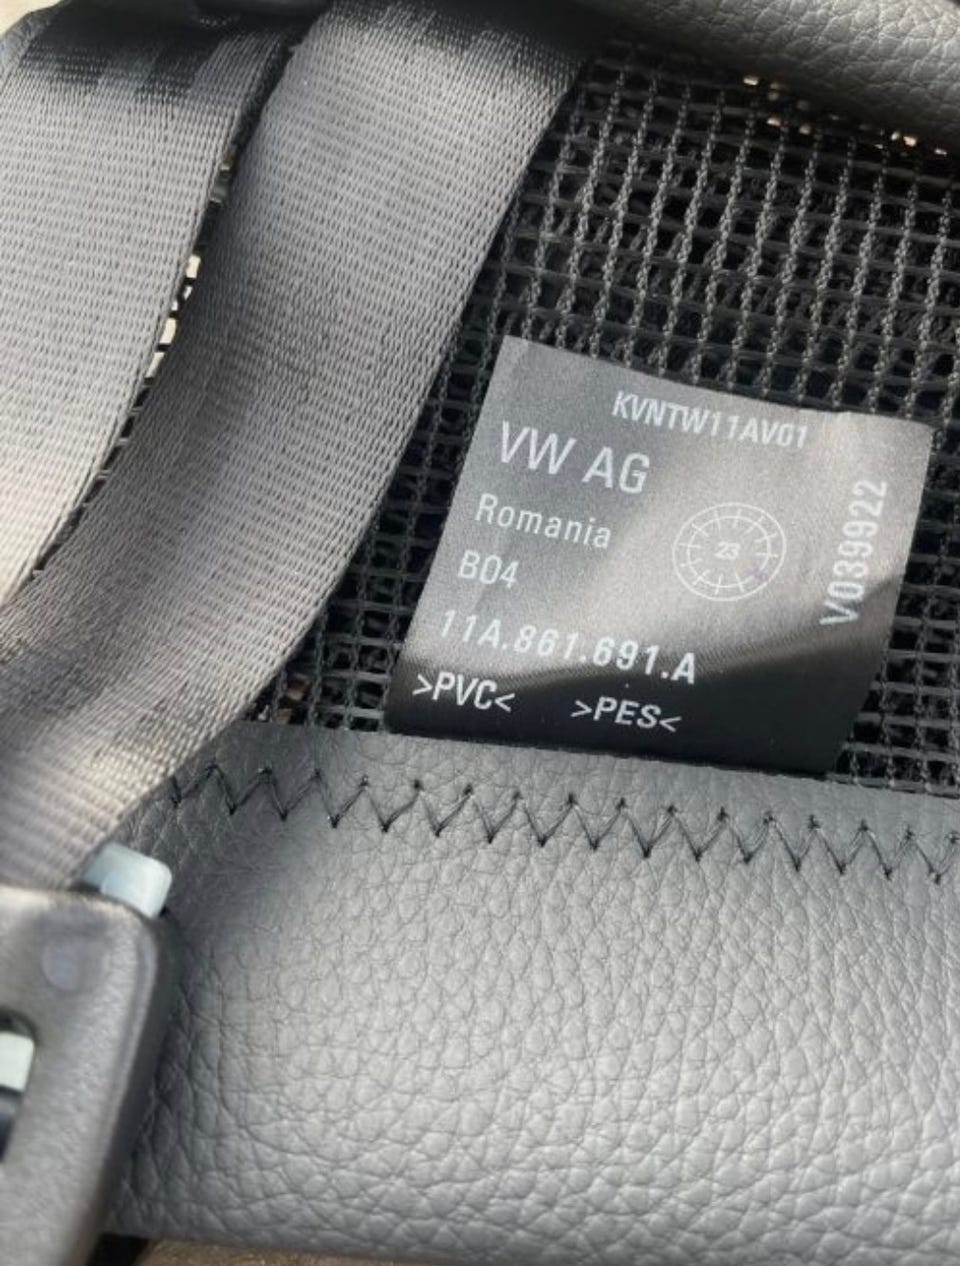 KVNTW11AV01
VW AG
Romania
B04
23
V039922
11A.861.691.A
>PVC< >PES<